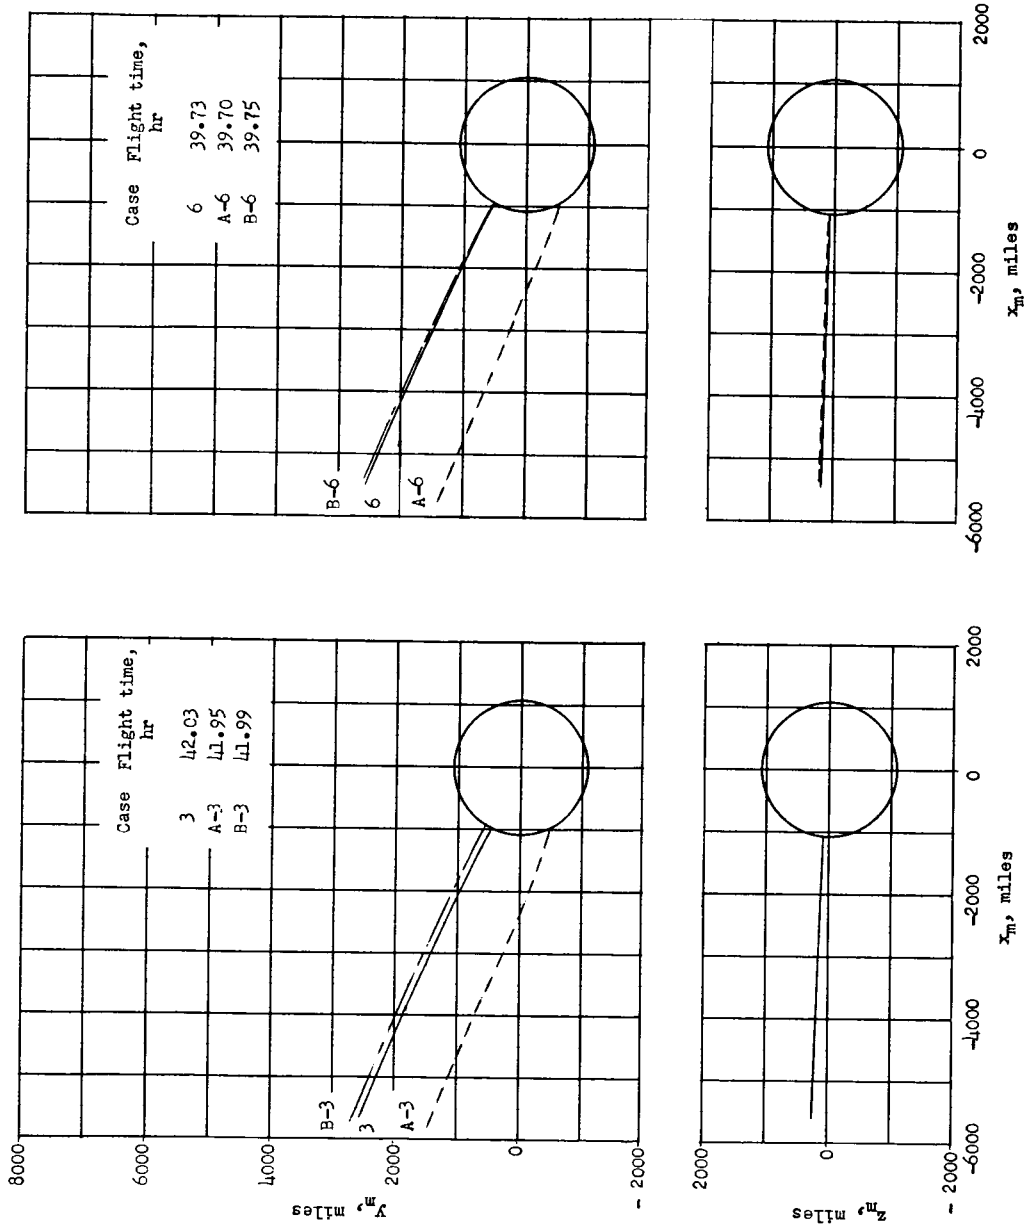 Case Flight time,
hr
3 42.03
A-3 41.95
B-3 41.99
B-3
3
A-3
8000
6000
4000
2000
0
- 2000
y_m, miles
2000
0
- 2000
z_m, miles
-6000 -4000 -2000 0 2000
x_m, miles
Case Flight time,
hr
6 39.73
A-6 39.70
B-6 39.75
B-6
6
A-6
-6000 -4000 -2000 0 2000
x_m, miles